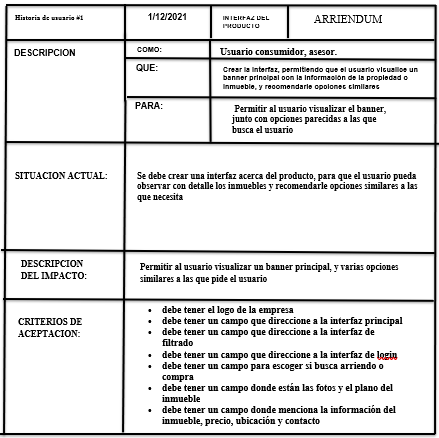 Historia de usuario #1
1/12/2021
INTERFAZ DEL
PRODUCTO
ARRIENDUM
DESCRIPCION
COMO:
Usuario consumidor, asesor.
QUE:
Crear la interfaz, permitiendo que el usuario visualice un
banner principal con la información de la propiedad o
inmueble, y recomendarle opciones similares
PARA:
Permitir al usuario visualizar el banner,
junto con opciones parecidas a las que
busca el usuario
SITUACION ACTUAL:
Se debe crear una interfaz acerca del producto, para que el usuario pueda
observar con detalle los inmuebles y recomendarle opciones similares a las
que necesita
DESCRIPCION
DEL IMPACTO:
Permitir al usuario visualizar un banner principal, y varias opciones
similares a las que pide el usuario
CRITERIOS DE
ACEPTACION:
• debe tener el logo de la empresa
• debe tener un campo que direccione a la interfaz principal
• debe tener un campo que direccione a la interfaz de
filtrado
• debe tener un campo que direccione a la interfaz de login
• debe tener un campo para escoger si busca arriendo o
compra
• debe tener un campo donde están las fotos y el plano del
inmueble
• debe tener un campo donde menciona la información del
inmueble, precio, ubicación y contacto